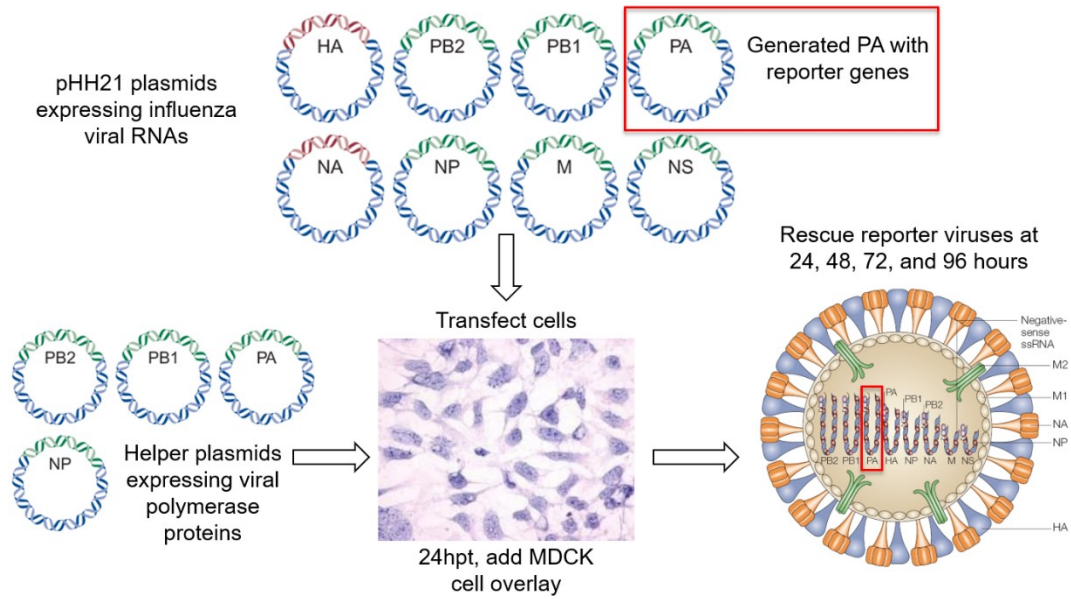 HA
PB2
PB1
PA
Generated PA with
reporter genes
pHH21 plasmids
expressing influenza
viral RNAs
NA
NP
M
NS
Rescue reporter viruses at
24, 48, 72, and 96 hours
Transfect cells
PB2
PB1
PA
NP
Helper plasmids
expressing viral
polymerase
proteins
24hpt, add MDCK
cell overlay
Negative-
sense
ssRNA
M2
M1
NA
NP
HA
PA
PB1
PB2
PB2 PB1 PA HA NP NA M NS